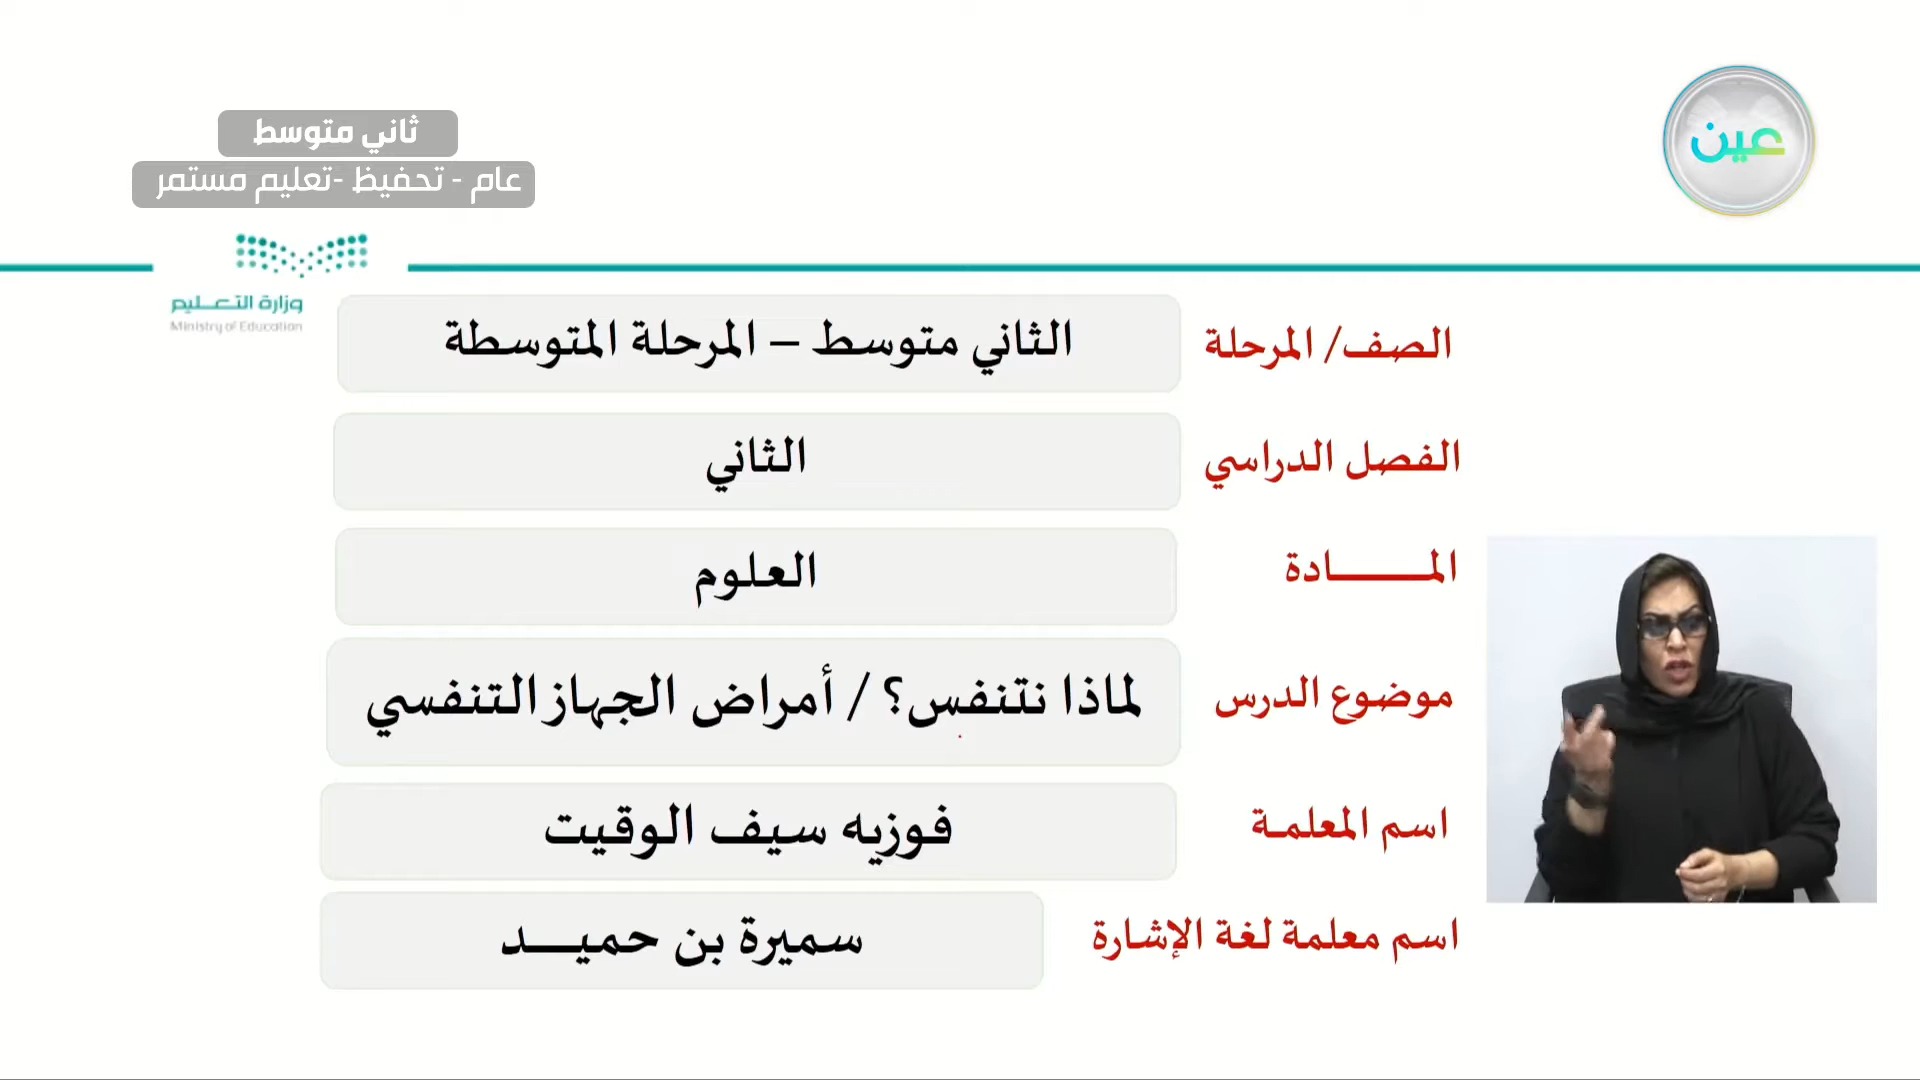 عين
ثاني متوسط
عام - تحفيظ -تعليم مستمر
وزارة التعليم
Ministry of Education
الصف/ المرحلة الثاني متوسط – المرحلة المتوسطة
الفصل الدراسي الثاني
المادة العلوم
موضوع الدرس لماذا نتنفس؟ / أمراض الجهاز التنفسي
اسم المعلمة فوزيه سيف الوقيت
اسم معلمة لغة الإشارة سميرة بن حميد